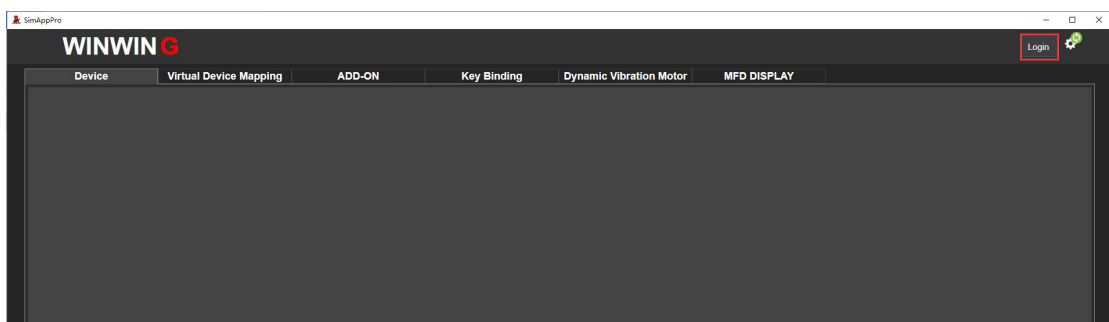 SimAppPro
WINWING
Login
Device Virtual Device Mapping ADD-ON Key Binding Dynamic Vibration Motor MFD DISPLAY